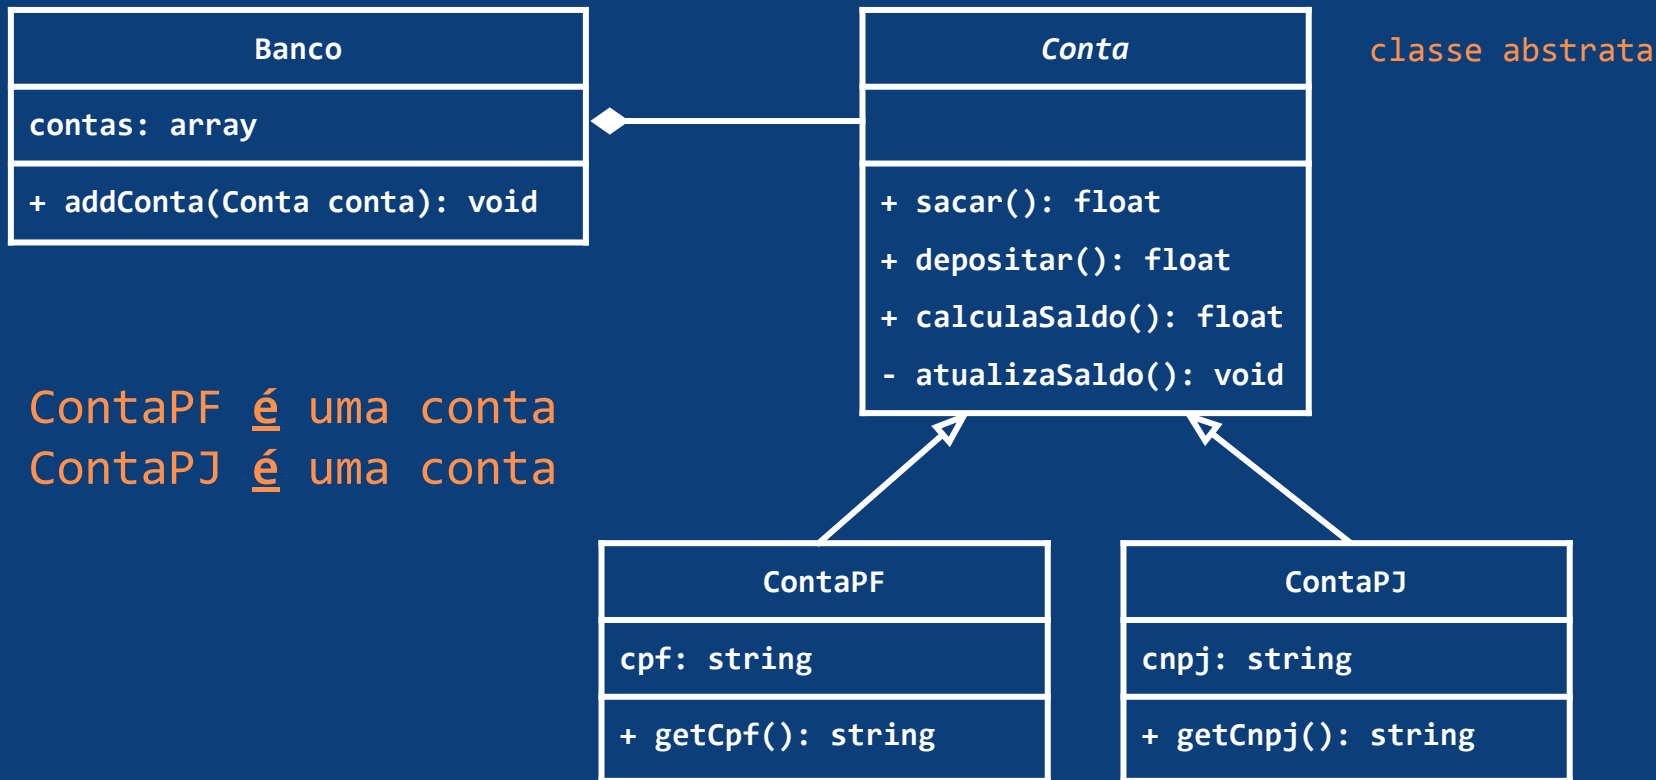 Banco
contas: array
+ addConta(Conta conta): void
Conta
classe abstrata
+ sacar(): float
+ depositar(): float
+ calculaSaldo(): float
- atualizaSaldo(): void
ContaPF é uma conta
ContaPJ é uma conta
ContaPF
cpf: string
+ getCpf(): string
ContaPJ
cnpj: string
+ getCnpj(): string